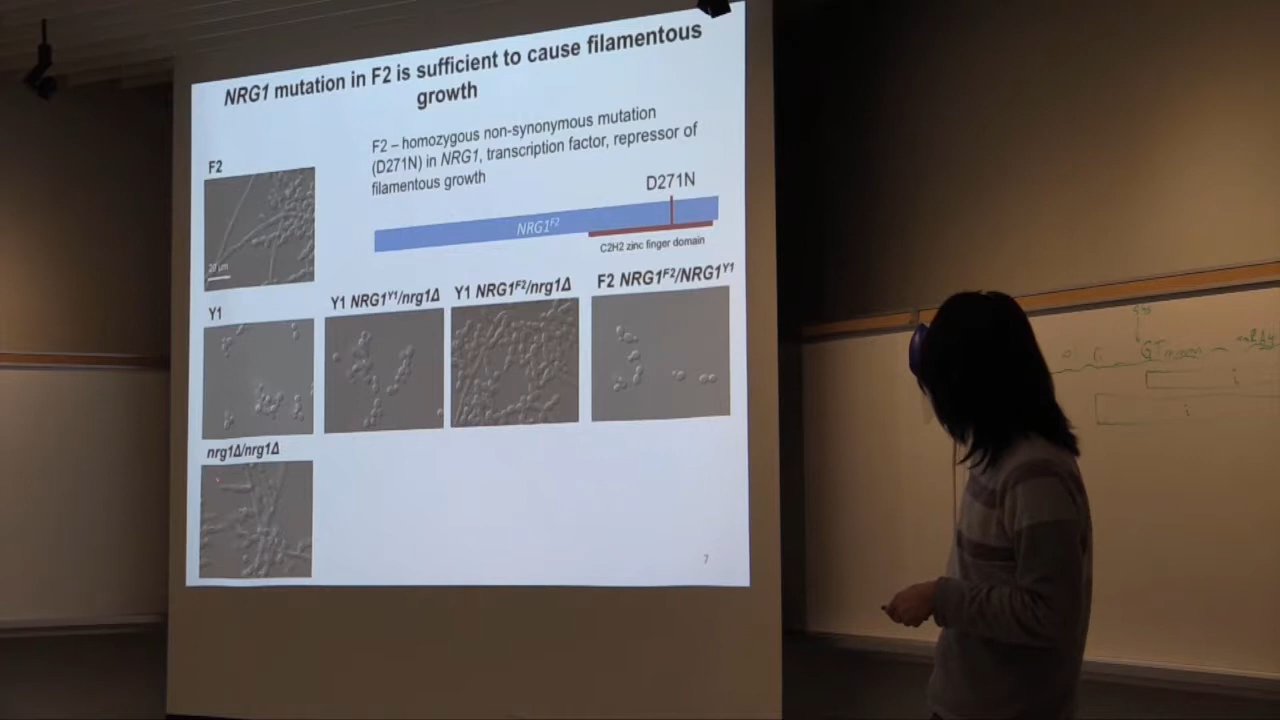 NRG1 mutation in F2 is sufficient to cause filamentous
growth
F2 – homozygous non-synonymous mutation
(D271N) in NRG1, transcription factor, repressor of
filamentous growth
F2
D271N
NRG1F2
C2H2 zinc finger domain
20 μm
Y1
Y1 NRG1Y1/nrg1Δ
Y1 NRG1F2/nrg1Δ
F2 NRG1F2/NRG1Y1
nrg1Δ/nrg1Δ
7
i
i